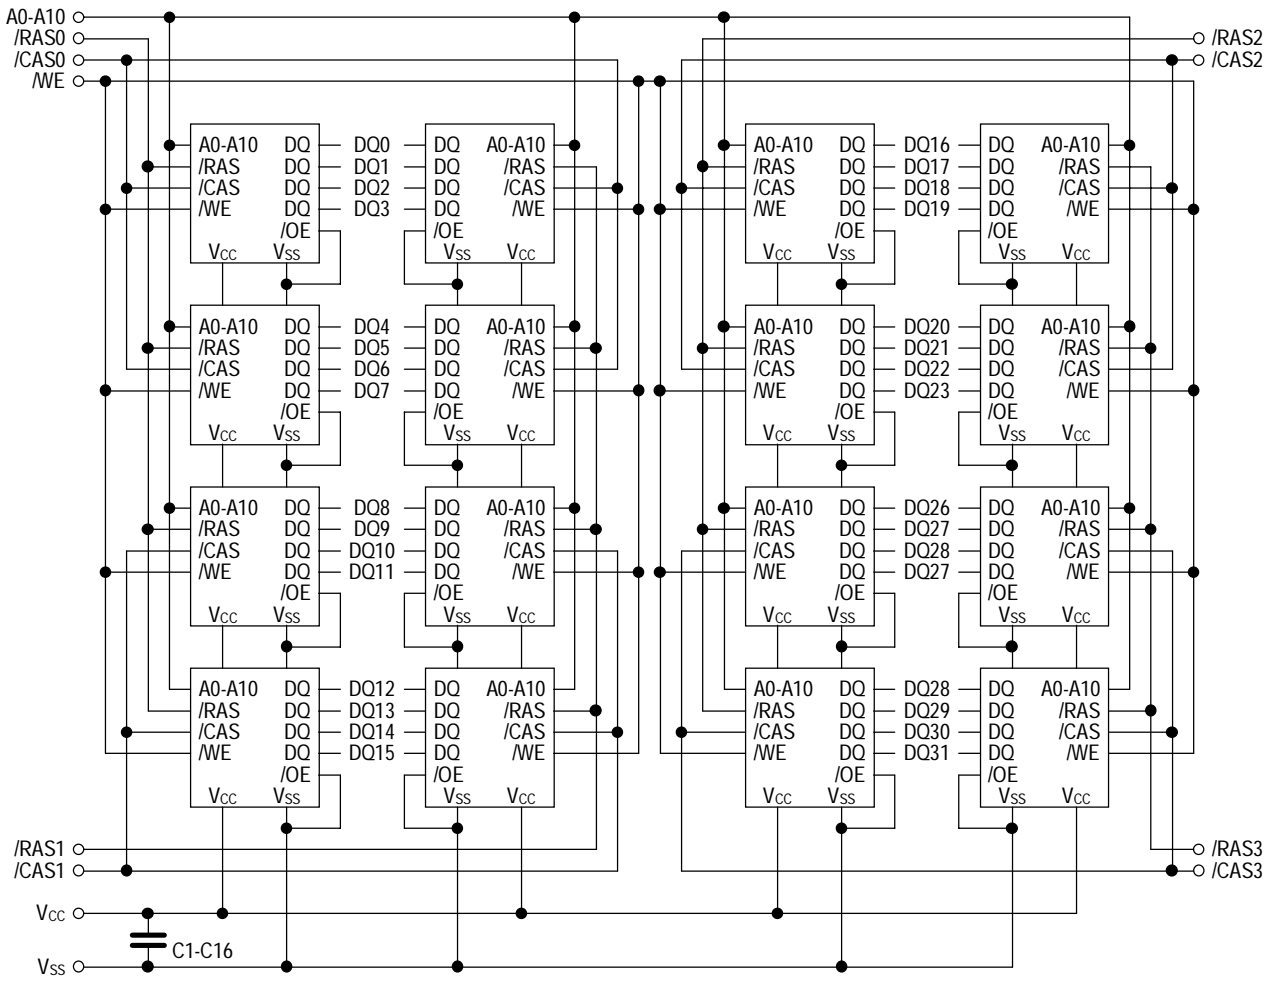 A0-A10
/RAS0 /RAS2
/CAS0 /CAS2
/WE
A0-A10 DQ DQ0 DQ A0-A10 A0-A10 DQ DQ16 DQ A0-A10
/RAS DQ DQ1 DQ /RAS /RAS DQ DQ17 DQ /RAS
/CAS DQ DQ2 DQ /CAS /CAS DQ DQ18 DQ /CAS
/WE DQ DQ3 DQ /WE /WE DQ DQ19 DQ /WE
/OE /OE /OE /OE
VCC VSS VSS VCC VCC VSS VSS VCC
A0-A10 DQ DQ4 DQ A0-A10 A0-A10 DQ DQ20 DQ A0-A10
/RAS DQ DQ5 DQ /RAS /RAS DQ DQ21 DQ /RAS
/CAS DQ DQ6 DQ /CAS /CAS DQ DQ22 DQ /CAS
/WE DQ DQ7 DQ /WE /WE DQ DQ23 DQ /WE
/OE /OE /OE /OE
VCC VSS VSS VCC VCC VSS VSS VCC
A0-A10 DQ DQ8 DQ A0-A10 A0-A10 DQ DQ26 DQ A0-A10
/RAS DQ DQ9 DQ /RAS /RAS DQ DQ27 DQ /RAS
/CAS DQ DQ10 DQ /CAS /CAS DQ DQ28 DQ /CAS
/WE DQ DQ11 DQ /WE /WE DQ DQ27 DQ /WE
/OE /OE /OE /OE
VCC VSS VSS VCC VCC VSS VSS VCC
A0-A10 DQ DQ12 DQ A0-A10 A0-A10 DQ DQ28 DQ A0-A10
/RAS DQ DQ13 DQ /RAS /RAS DQ DQ29 DQ /RAS
/CAS DQ DQ14 DQ /CAS /CAS DQ DQ30 DQ /CAS
/WE DQ DQ15 DQ /WE /WE DQ DQ31 DQ /WE
/OE /OE /OE /OE
VCC VSS VSS VCC VCC VSS VSS VCC
/RAS1 /RAS3
/CAS1 /CAS3
VCC
C1-C16
VSS